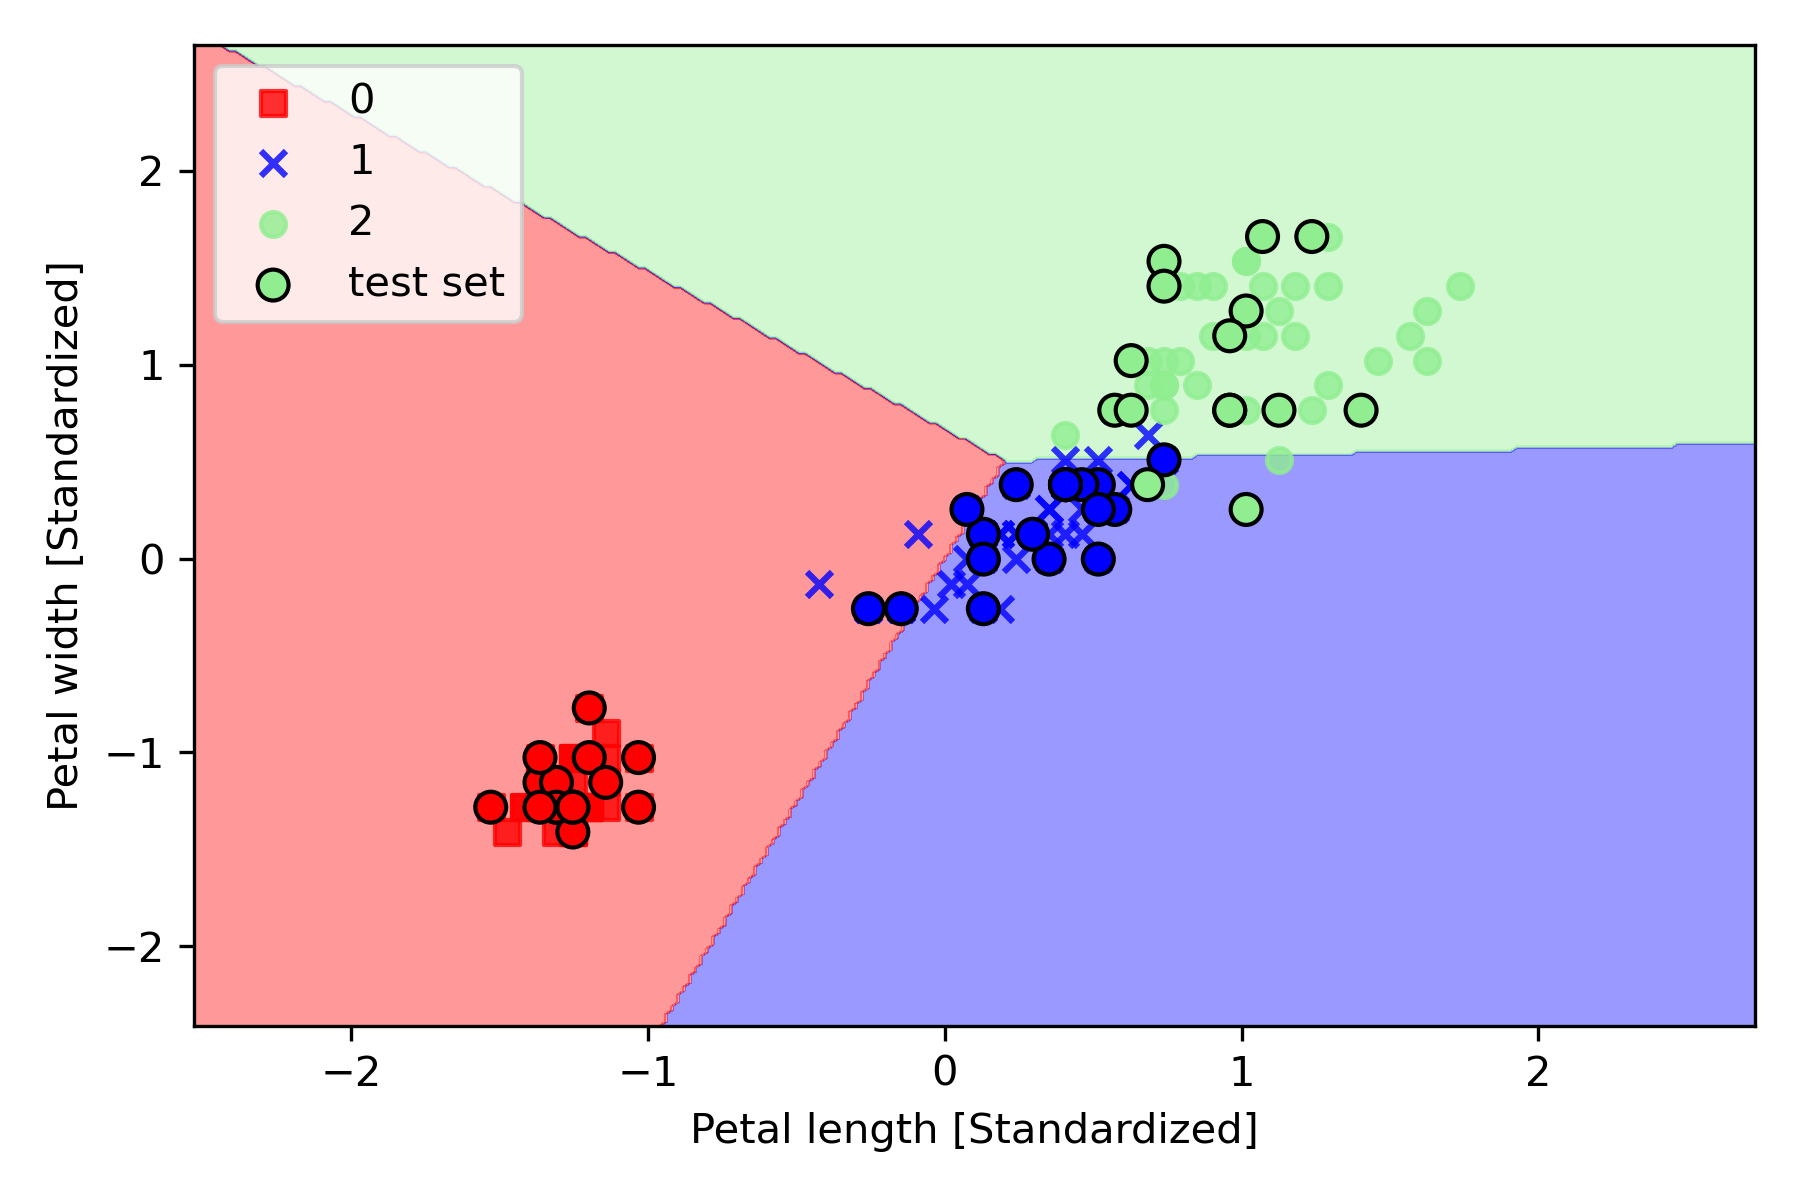 0
1
2
test set
2
1
0
−1
−2
Petal width [Standardized]
−2 −1 0 1 2
Petal length [Standardized]